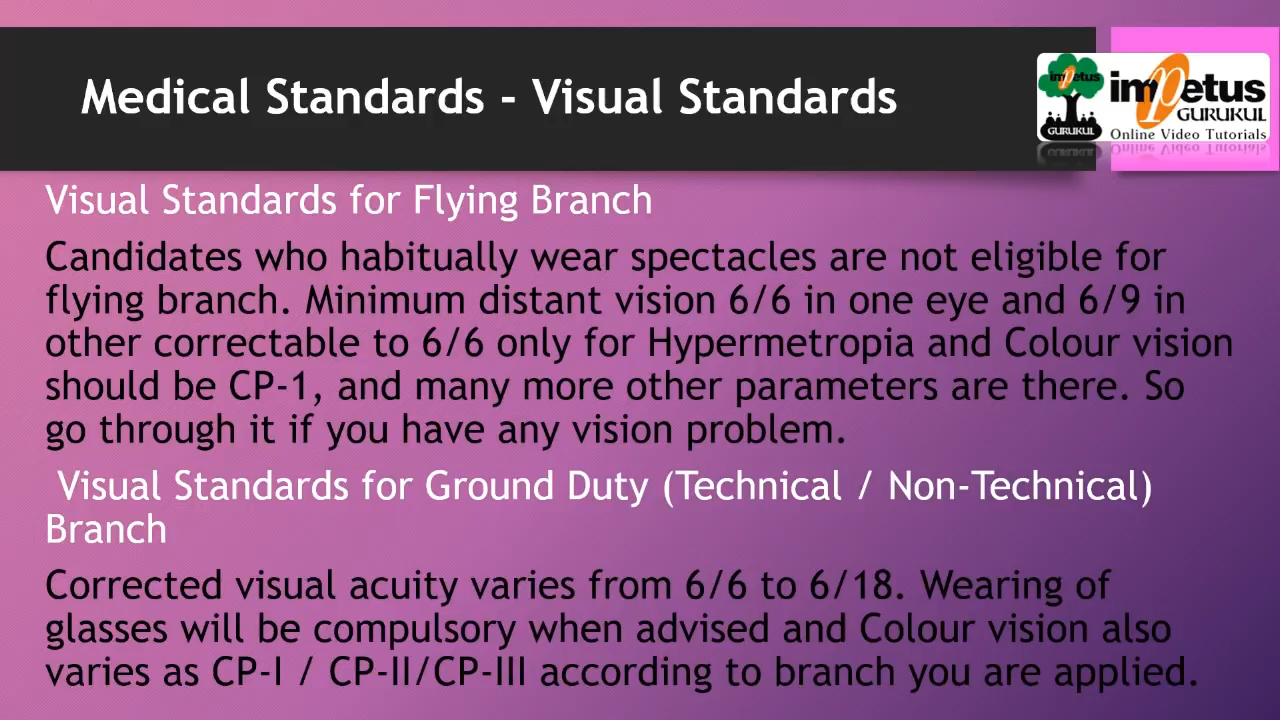 Medical Standards - Visual Standards
impetus
GURUKUL
impetus
GURUKUL
Online Video Tutorials
Visual Standards for Flying Branch
Candidates who habitually wear spectacles are not eligible for
flying branch. Minimum distant vision 6/6 in one eye and 6/9 in
other correctable to 6/6 only for Hypermetropia and Colour vision
should be CP-1, and many more other parameters are there. So
go through it if you have any vision problem.
Visual Standards for Ground Duty (Technical / Non-Technical)
Branch
Corrected visual acuity varies from 6/6 to 6/18. Wearing of
glasses will be compulsory when advised and Colour vision also
varies as CP-I / CP-II/CP-III according to branch you are applied.